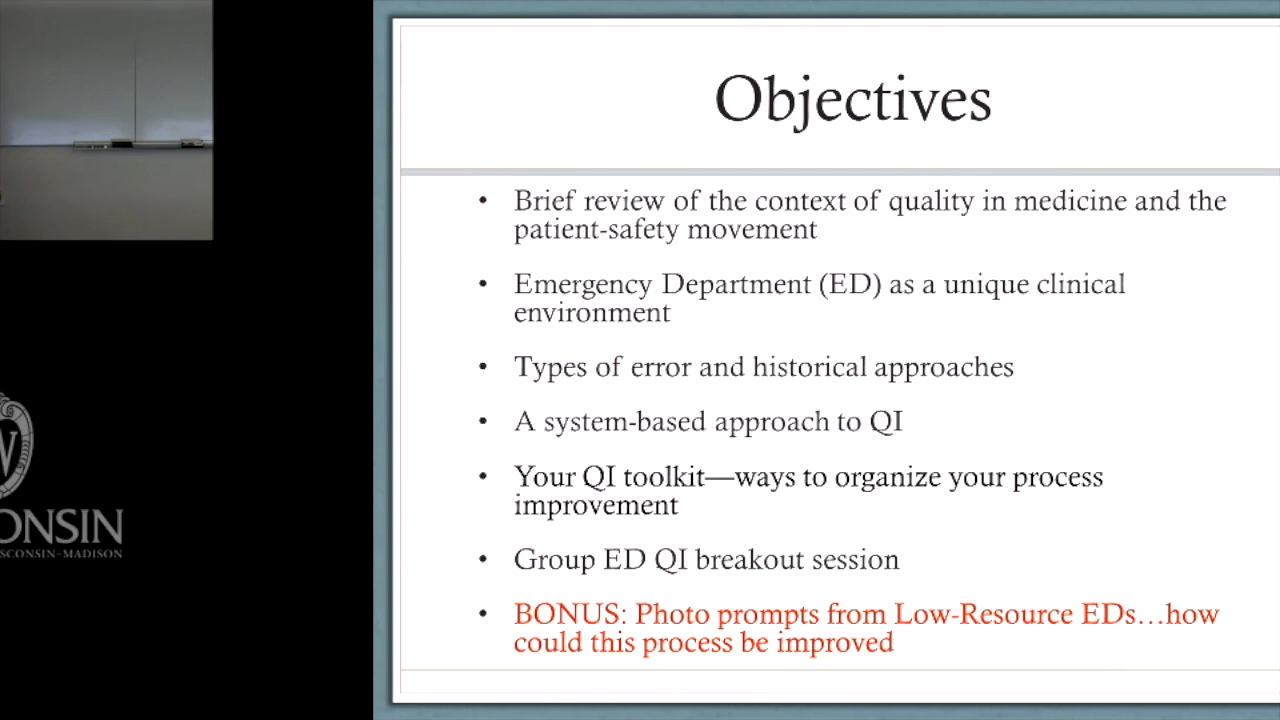 Objectives
• Brief review of the context of quality in medicine and the
patient-safety movement
• Emergency Department (ED) as a unique clinical
environment
• Types of error and historical approaches
• A system-based approach to QI
• Your QI toolkit—ways to organize your process
improvement
• Group ED QI breakout session
• BONUS: Photo prompts from Low-Resource EDs…how
could this process be improved
W
ONSIN
SCONSIN–MADISON